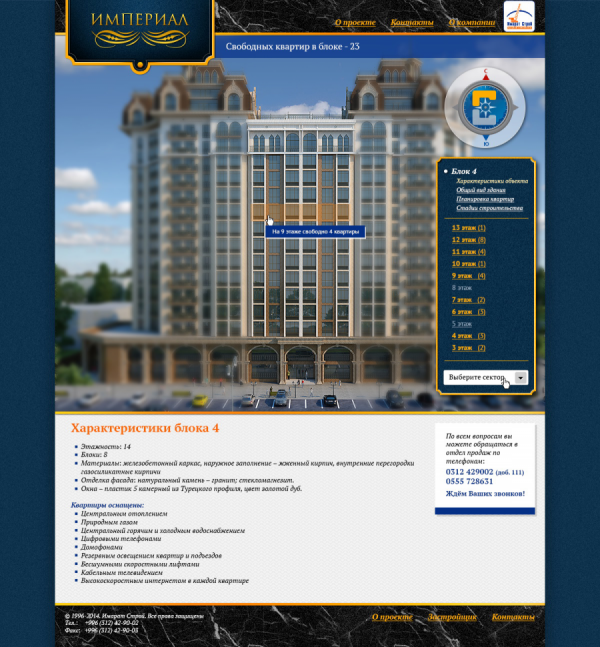 ИМПЕРИАЛ
О проекте Контакты О компании
Имарат Строй
Свободных квартир в блоке - 23
С
Ю
Блок 4
Характеристики объекта
Общий вид здания
Планировка квартир
Стадии строительства
13 этаж (1)
12 этаж (8)
11 этаж (4)
10 этаж (1)
9 этаж (4)
8 этаж
7 этаж (2)
6 этаж (3)
5 этаж
4 этаж (3)
3 этаж (2)
На 9 этаже свободно 4 квартиры
Выберите сектор
Характеристики блока 4
Этажность: 14
Блоки: 8
Материалы: железобетонный каркас, наружное заполнение – жженный кирпич, внутренние перегородки
газосиликатные кирпичи
Отделка фасада: натуральный камень – гранит; стекломагнезит.
Окна – пластик 5 камерный из Турецкого профиля, цвет золотой дуб.
Квартиры оснащены:
Центральным отоплением
Природным газом
Центральный горячим и холодным водоснабжением
Цифровыми телефонами
Домофонами
Резервным освещением квартир и подъездов
Бесшумными скоростными лифтами
Кабельным телевидением
Высокоскоростным интернетом в каждой квартире
По всем вопросам вы
можете обращаться в
отдел продаж по
телефонам:
0312 429002 (доб. 111)
0555 728631
Ждём Ваших звонков!
© 1996-2014. Имарат Строй. Все права защищены
Тел.: +996 (312) 42-90-02
Факс: +996 (312) 42-90-03
О проекте Застройщик Контакты